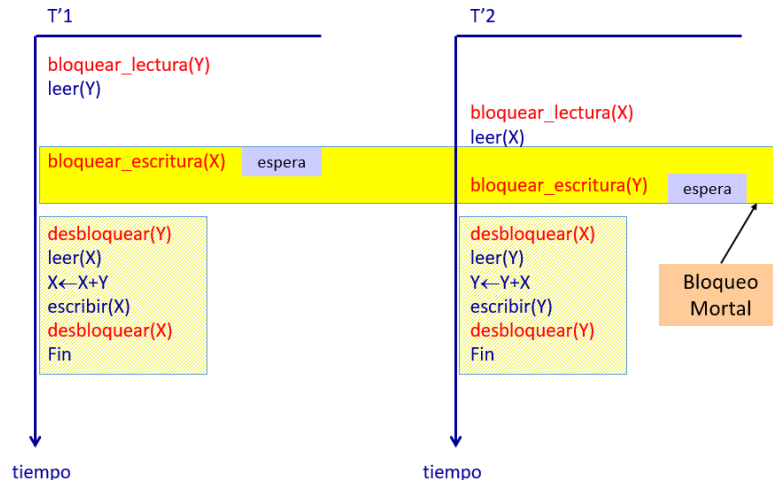 T’1
bloquear_lectura(Y)
leer(Y)
bloquear_escritura(X)
espera
desbloquear(Y)
leer(X)
X←X+Y
escribir(X)
desbloquear(X)
Fin
tiempo
T’2
bloquear_lectura(X)
leer(X)
bloquear_escritura(Y)
espera
desbloquear(X)
leer(Y)
Y←Y+X
escribir(Y)
desbloquear(Y)
Fin
tiempo
Bloqueo
Mortal